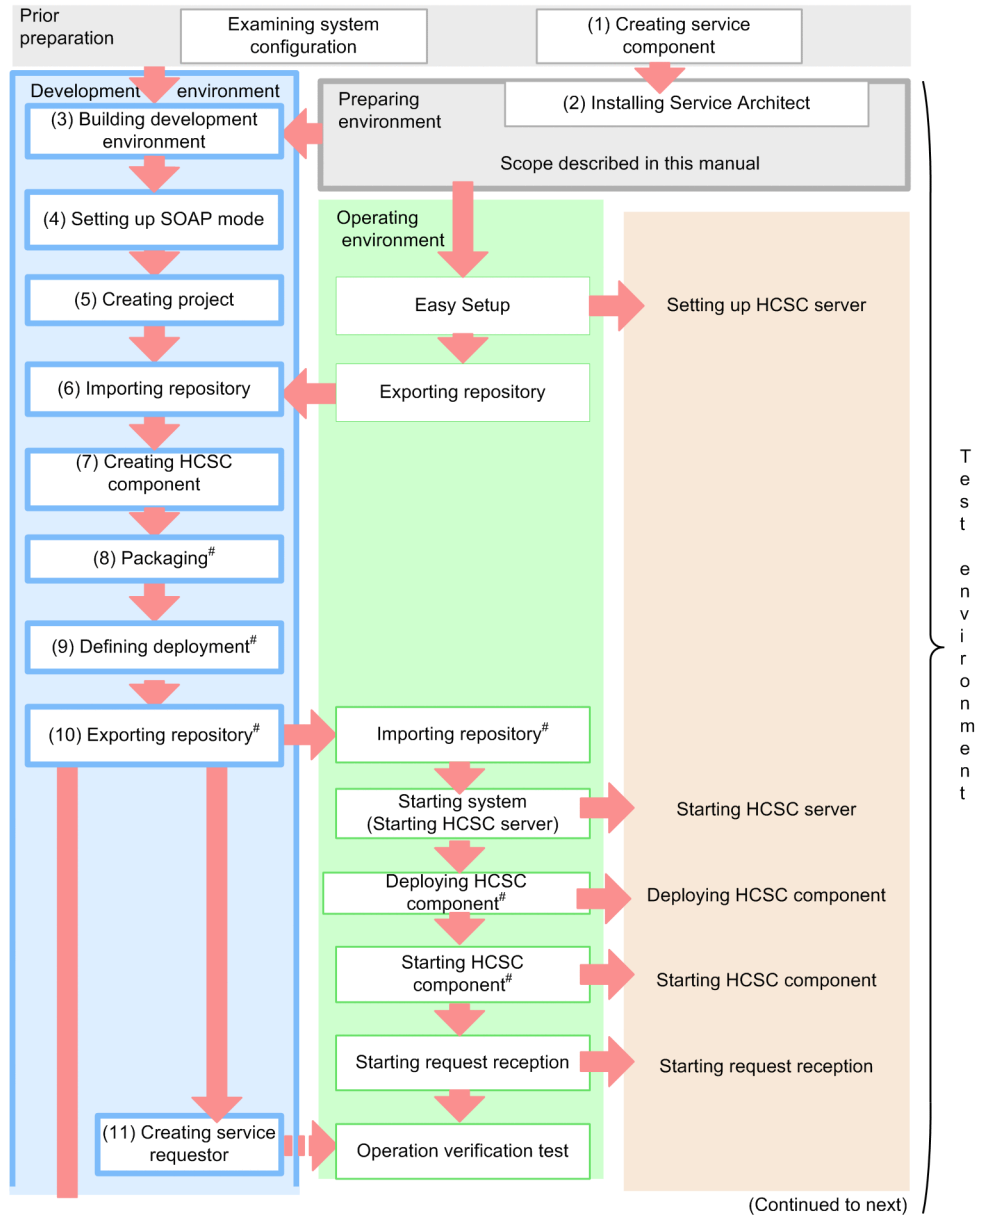 Prior
preparation
Examining system
configuration
(1) Creating service
component
Development environment
(3) Building development
environment
Preparing
environment
(2) Installing Service Architect
Scope described in this manual
(4) Setting up SOAP mode
Operating
environment
(5) Creating project
Easy Setup
Setting up HCSC server
(6) Importing repository
Exporting repository
(7) Creating HCSC
component
(8) Packaging#
(9) Defining deployment#
(10) Exporting repository#
Importing repository#
Starting system
(Starting HCSC server)
Starting HCSC server
Deploying HCSC
component#
Deploying HCSC component
Starting HCSC
component#
Starting HCSC component
Starting request reception
Starting request reception
(11) Creating service
requestor
Operation verification test
Test environment
(Continued to next)